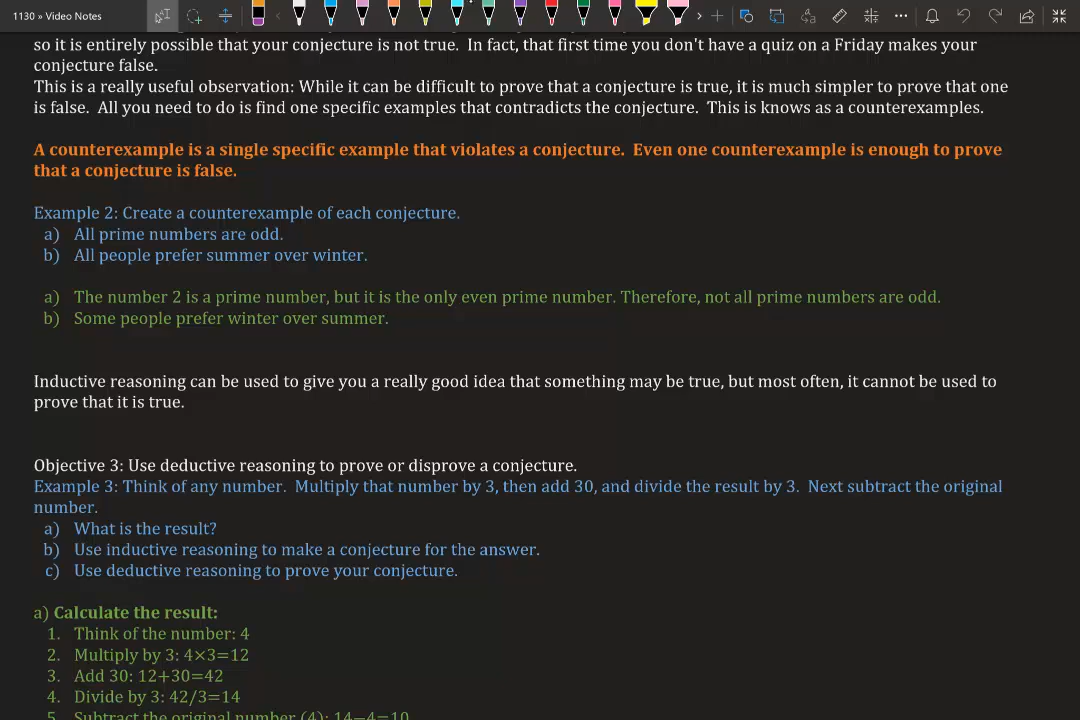 1130 » Video Notes
so it is entirely possible that your conjecture is not true.  In fact, that first time you don't have a quiz on a Friday makes your
conjecture false.
This is a really useful observation: While it can be difficult to prove that a conjecture is true, it is much simpler to prove that one
is false.  All you need to do is find one specific examples that contradicts the conjecture.  This is knows as a counterexamples.
A counterexample is a single specific example that violates a conjecture.  Even one counterexample is enough to prove
that a conjecture is false.
Example 2: Create a counterexample of each conjecture.
a) All prime numbers are odd.
b) All people prefer summer over winter.
a) The number 2 is a prime number, but it is the only even prime number. Therefore, not all prime numbers are odd.
b) Some people prefer winter over summer.
Inductive reasoning can be used to give you a really good idea that something may be true, but most often, it cannot be used to
prove that it is true.
Objective 3: Use deductive reasoning to prove or disprove a conjecture.
Example 3: Think of any number.  Multiply that number by 3, then add 30, and divide the result by 3.  Next subtract the original
number.
a) What is the result?
b) Use inductive reasoning to make a conjecture for the answer.
c) Use deductive reasoning to prove your conjecture.
a) Calculate the result:
1. Think of the number: 4
2. Multiply by 3: 4×3=12
3. Add 30: 12+30=42
4. Divide by 3: 42/3=14
5. Subtract the original number (4): 14−4=10